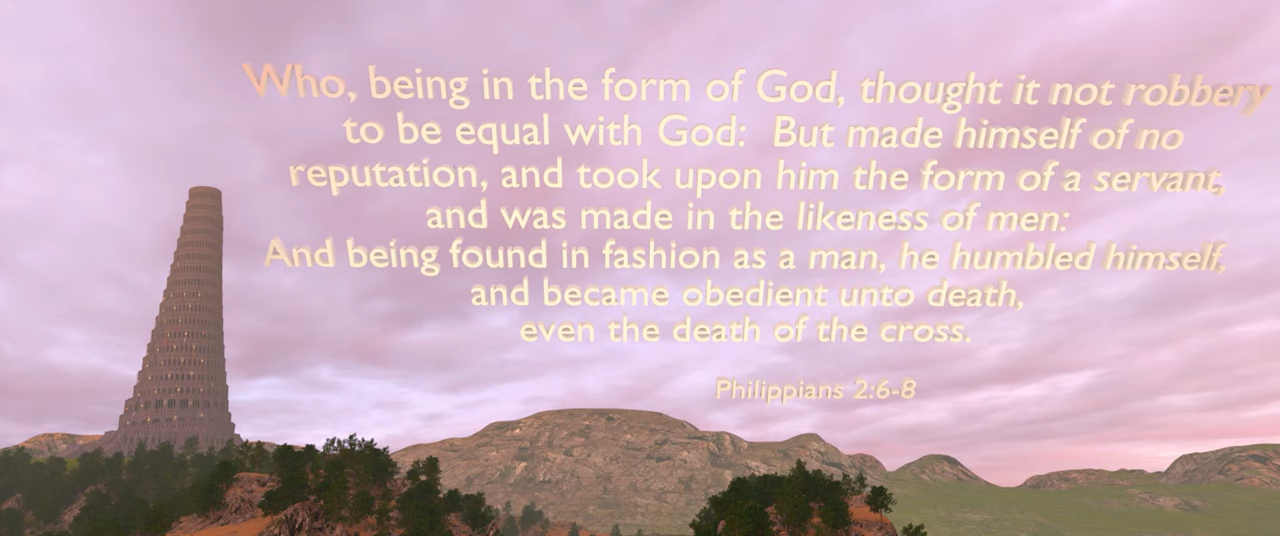 Who, being in the form of God, thought it not robbery
to be equal with God:  But made himself of no
reputation, and took upon him the form of a servant,
and was made in the likeness of men:
And being found in fashion as a man, he humbled himself,
and became obedient unto death,
even the death of the cross.
Philippians 2:6-8